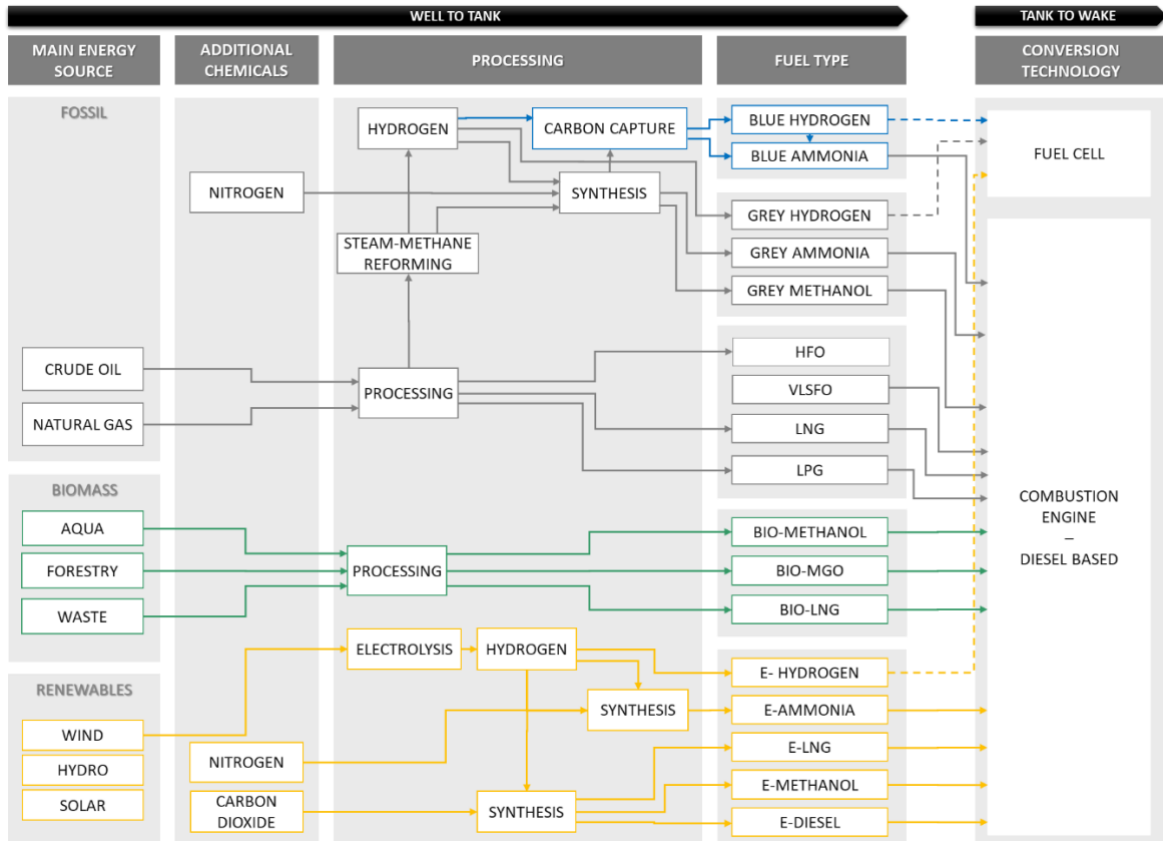 WELL TO TANK
TANK TO WAKE
MAIN ENERGY
SOURCE
ADDITIONAL
CHEMICALS
PROCESSING
FUEL TYPE
CONVERSION
TECHNOLOGY
FOSSIL
HYDROGEN
CARBON CAPTURE
BLUE HYDROGEN
BLUE AMMONIA
FUEL CELL
NITROGEN
SYNTHESIS
GREY HYDROGEN
STEAM-METHANE
REFORMING
GREY AMMONIA
GREY METHANOL
CRUDE OIL
NATURAL GAS
PROCESSING
HFO
VLSFO
LNG
LPG
BIOMASS
AQUA
FORESTRY
WASTE
PROCESSING
BIO-METHANOL
BIO-MGO
BIO-LNG
COMBUSTION
ENGINE
–
DIESEL BASED
RENEWABLES
WIND
HYDRO
SOLAR
NITROGEN
CARBON
DIOXIDE
ELECTROLYSIS
HYDROGEN
SYNTHESIS
SYNTHESIS
E- HYDROGEN
E-AMMONIA
E-LNG
E-METHANOL
E-DIESEL